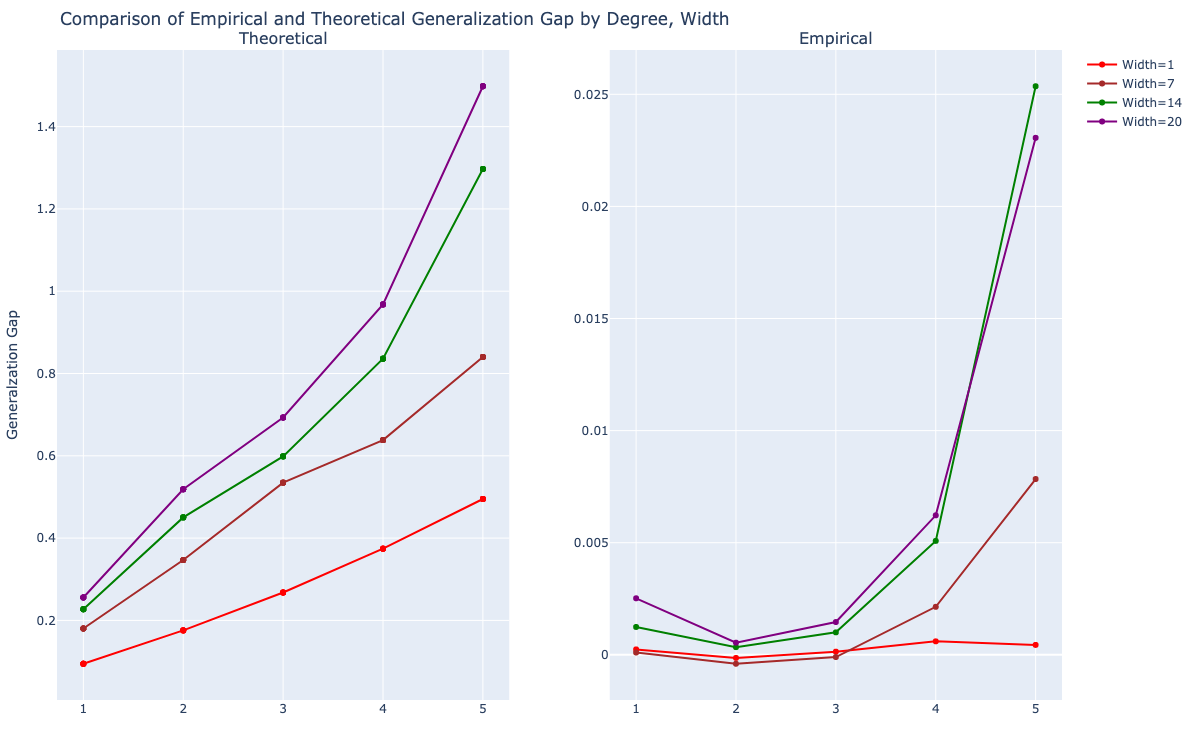 Comparison of Empirical and Theoretical Generalization Gap by Degree, Width
Theoretical
Empirical
Generalzation Gap
1.4
1.2
1
0.8
0.6
0.4
0.2
1 2 3 4 5
0.025
0.02
0.015
0.01
0.005
0
1 2 3 4 5
Width=1
Width=7
Width=14
Width=20